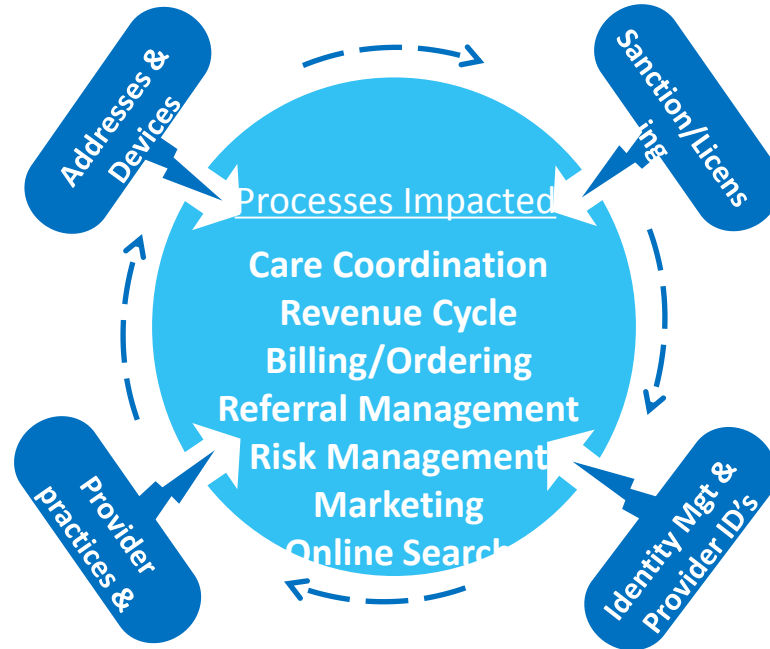 Addresses &
Devices
Sanction/Licens
ing
Processes Impacted
Care Coordination
Revenue Cycle
Billing/Ordering
Referral Management
Risk Management
Marketing
Online Search
Provider
practices &
Identity Mgt &
Provider ID's